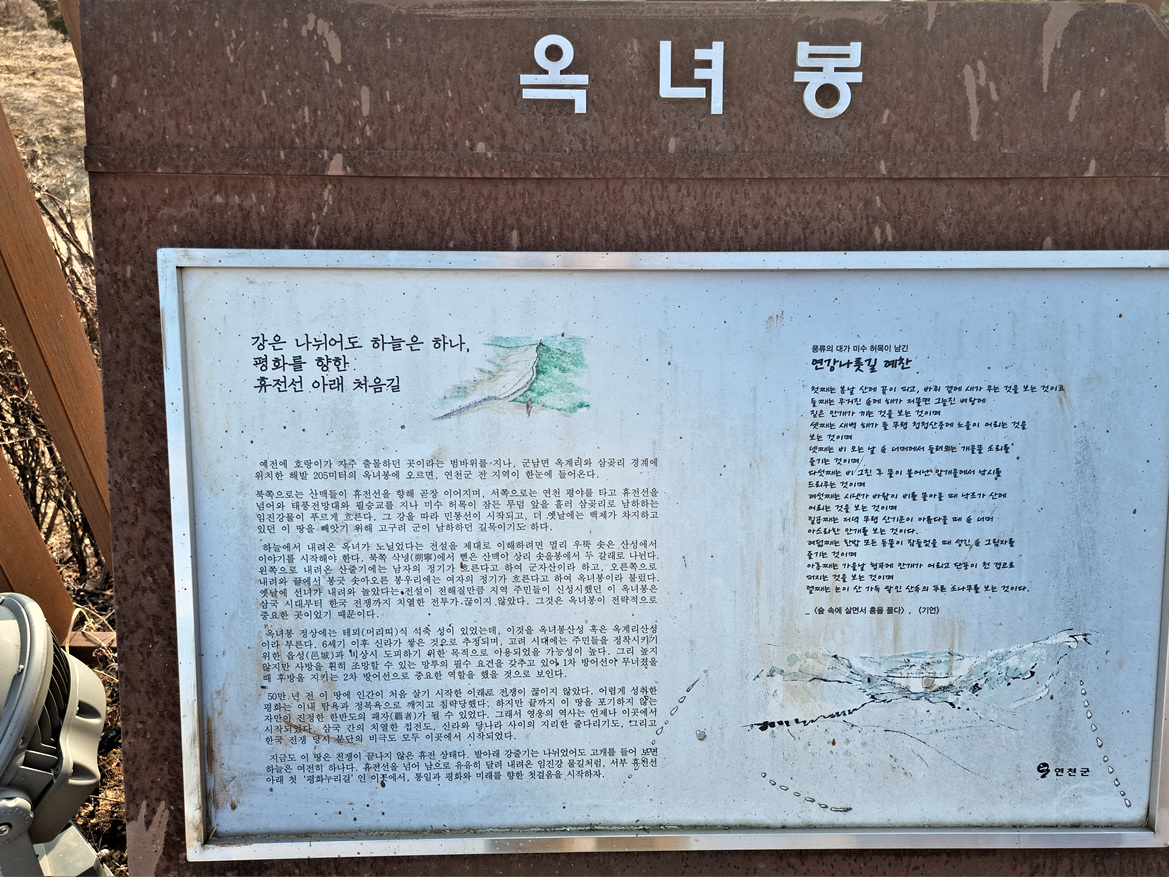 옥녀봉
강은 나뉘어도 하늘은 하나,
평화를 향한
휴전선 아래 처음길
예전에 호랑이가 자주 출몰하던 곳이라는 범바위를 지나, 군남면 옥계리와 삼곶리 경계에
위치한 해발 205미터의 옥녀봉에 오르면, 연천군 전 지역이 한눈에 들어온다.
북쪽으로는 산맥들이 휴전선을 향해 곧장 이어지며, 서쪽으로는 연천 평야를 타고 휴전선을
넘어와 태풍전망대와 필승교를 지나 미수 허목이 잠든 무덤 앞을 흘러 삼곶리로 남하하는
임진강물이 푸르게 흐른다. 그 강을 따라 민통선이 시작되고, 더 옛날에는 백제가 차지하고
있던 이 땅을 빼앗기 위해 고구려 군이 남하하던 길목이기도 하다.
하늘에서 내려온 옥녀가 노닐었다는 전설을 제대로 이해하려면 멀리 우뚝 솟은 산성에서
이야기를 시작해야 한다. 북쪽 삭녕(朔寧)에서 뻗은 산맥이 상리 솟을봉에서 두 갈래로 나뉜다.
왼쪽으로 내려온 산줄기에는 남자의 정기가 흐른다고 하여 군자산이라 하고, 오른쪽으로
내려와 끝에서 봉긋 솟아오른 봉우리에는 여자의 정기가 흐른다고 하여 옥녀봉이라 불렀다.
옛날에 선녀가 내려와 놀았다는 전설이 전해질만큼 지역 주민들이 신성시했던 이 옥녀봉은
삼국 시대부터 한국 전쟁까지 치열한 전투가 끊이지 않았다. 그것은 옥녀봉이 전략적으로
중요한 곳이었기 때문이다.
옥녀봉 정상에는 테뫼(머리띠)식 석축 성이 있었는데, 이것을 옥녀봉산성 혹은 옥계리산성
이라 부른다. 6세기 이후 신라가 쌓은 것으로 추정되며, 고려 시대에는 주민들을 정착시키기
위한 읍성(邑城)과 비상시 도피하기 위한 목적으로 사용되었을 가능성이 높다. 그리 높지
않지만 사방을 훤히 조망할 수 있는 망루의 필수 요건을 갖추고 있어 1차 방어선이 무너졌을
때 후방을 지키는 2차 방어선으로 중요한 역할을 했을 것으로 보인다.
50만 년 전 이 땅에 인간이 처음 살기 시작한 이래로 전쟁이 끊이지 않았다. 어렵게 성취한
평화는 이내 탐욕과 정복욕으로 깨지고 침략당했다. 하지만 끝까지 이 땅을 포기하지 않는
자만이 진정한 한반도의 패자(覇者)가 될 수 있었다. 그래서 영웅의 역사는 언제나 이곳에서
시작되었다. 삼국 간의 치열한 접전도, 신라와 당나라 사이의 지리한 줄다리기도, 그리고
한국 전쟁 당시 분단의 비극도 모두 이곳에서 시작되었다.
지금도 이 땅은 전쟁이 끝나지 않은 휴전 상태다. 발아래 강줄기는 나뉘었어도 고개를 들어 보면
하늘은 여전히 하나다. 휴전선을 넘어 남으로 유유히 달려 내려온 임진강 물길처럼, 서부 휴전선
아래 첫 '평화누리길' 인 이곳에서, 통일과 평화와 미래를 향한 첫걸음을 시작하자.
풍류의 대가 미수 허목이 남긴
연강나룻길 예찬
첫째는 봄날 산에 꽃이 피고, 바위 곁에 새가 우는 것을 보는 것이요
둘째는 우거진 숲에 해가 저물면 그늘진 벼랑에
짙은 안개가 끼는 것을 보는 것이며
셋째는 새벽 해가 뜰 무렵 첩첩산중에 노을이 어리는 것을
보는 것이며
넷째는 비 오는 날 숲 너머에서 들려오는 개울물 소리를
즐기는 것이며
다섯째는 비 그친 후 물이 불어난 앞개울에서 낚시를
드리우는 것이며
여섯째는 시냇가 바람이 비를 몰아올 때 낙조가 산에
어리는 것을 보는 것이며
일곱째는 저녁 무렵 산기운이 아름다울 때 숲 너머
아스라한 안개를 보는 것이다.
여덟째는 한밤 모든 동물이 잠들었을 때 성긴 숲 그림자를
즐기는 것이며
아홉째는 가을날 협곡에 안개가 어리고 단풍이 천 겹으로
퍼지는 것을 보는 것이며
열째는 눈이 산 가득 쌓인 산속의 푸른 소나무를 보는 것이다.
_〈숲 속에 살면서 흥을 풀다〉, 〈기언〉
연천군